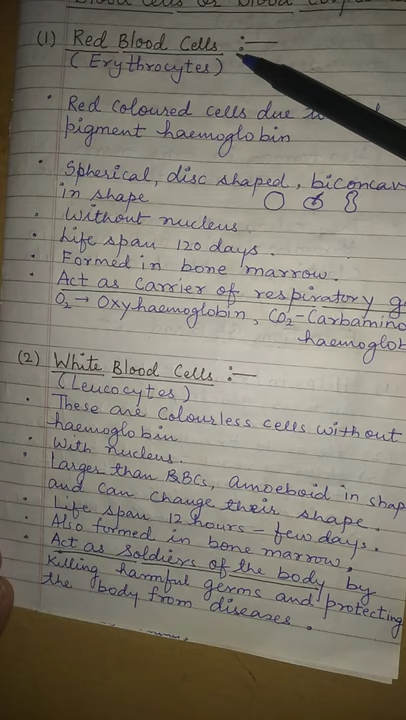 Blood Cells or Blood
(1) Red Blood Cells :—
(Erythrocytes)
• Red coloured cells due
pigment haemoglobin
• Spherical, disc shaped, biconcav
in shape
• Without nucleus
• Life span 120 days.
• Formed in bone marrow.
• Act as carrier of respiratory g
O₂ → Oxyhaemoglobin, CO₂-Carbamino
haemoglob
(2) White Blood Cells :—
(Leucocytes)
• These are Colourless cells without
haemoglobin
• With nucleus.
• Larger than RBCs, amoeboid in shap
and can change their shape.
• Life span 12 hours – few days.
• Also formed in bone marrow.
• Act as soldiers of the body by
killing harmful germs and protecting
the body from diseases.